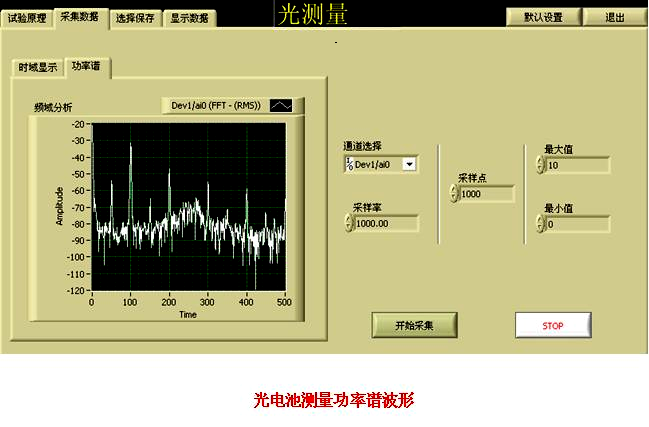 光测量
试验原理 采集数据 选择保存 显示数据 默认设置 退出
时域显示 功率谱
频域分析 Dev1/ai0 (FFT - (RMS))
Amplitude
-20
-30
-40
-50
-60
-70
-80
-90
-100
-110
-120
0 100 200 300 400 500
Time
通道选择
Dev1/ai0
采样率
1000.00
采样点
1000
最大值
10
最小值
0
开始采集 STOP
光电池测量功率谱波形